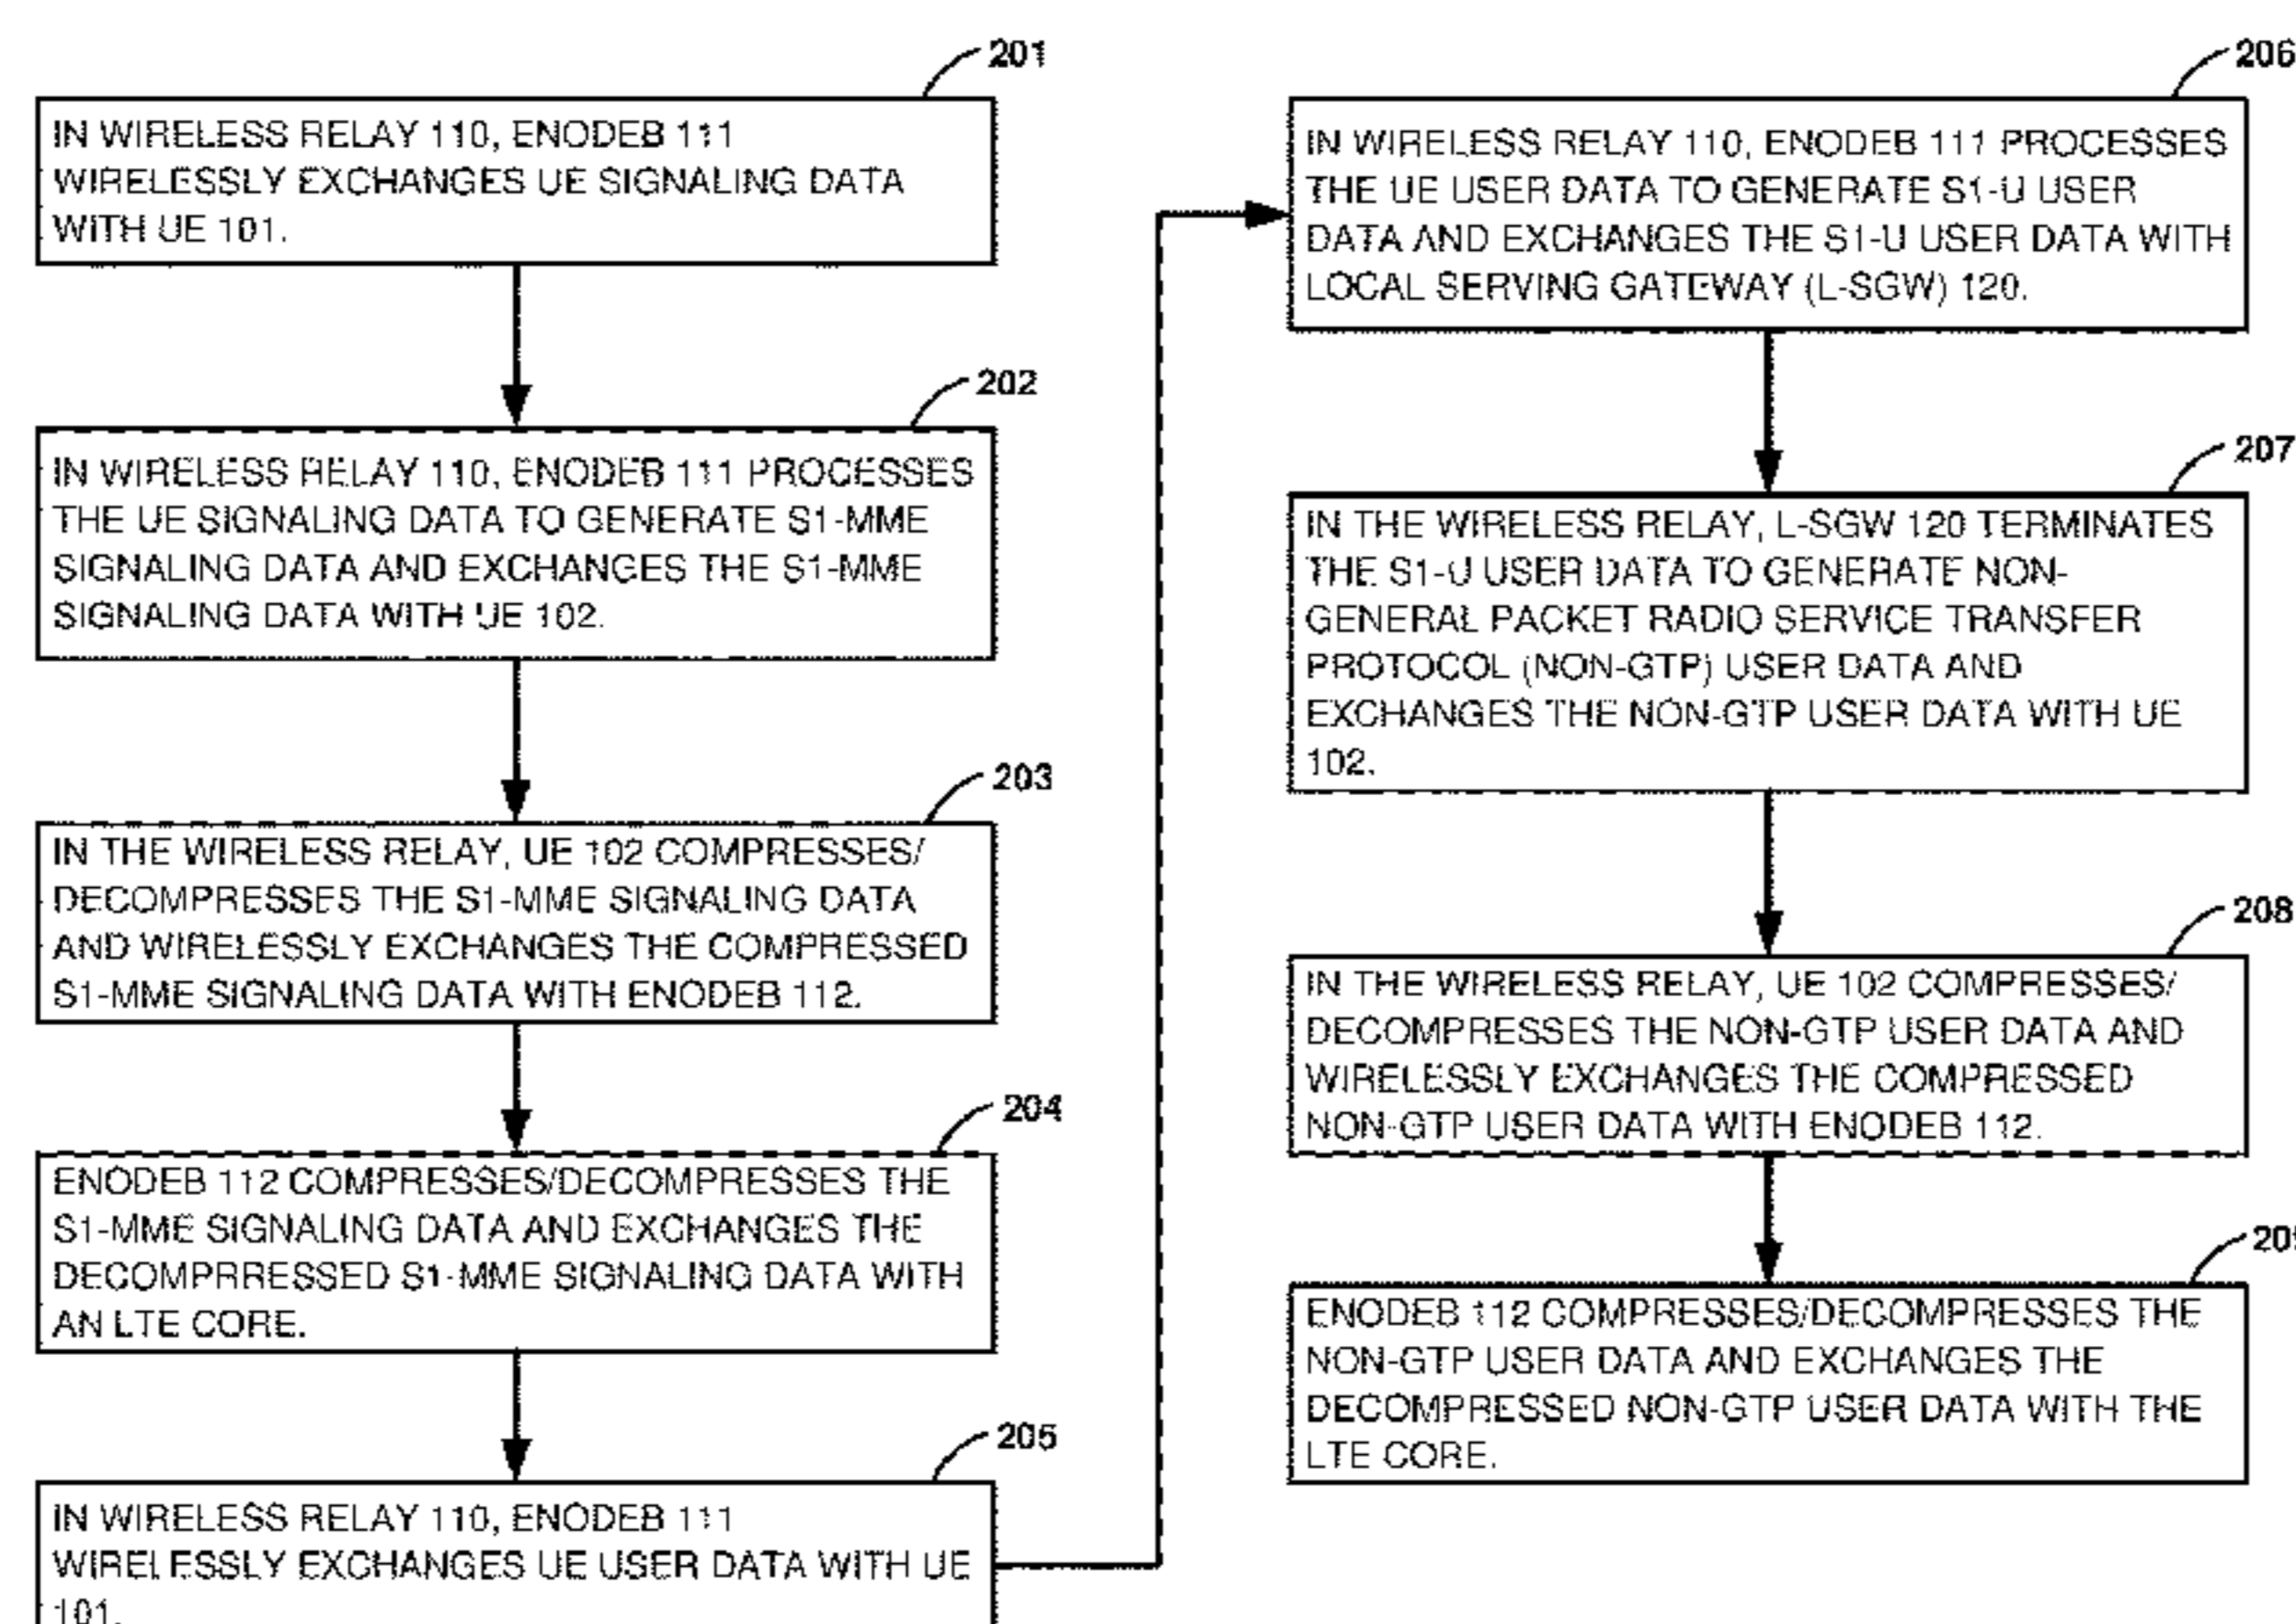 201
IN WIRELESS RELAY 110, ENODEB 111
WIRELESSLY EXCHANGES UE SIGNALING DATA
WITH UE 101.
202
IN WIRELESS RELAY 110, ENODEB 111 PROCESSES
THE UE SIGNALING DATA TO GENERATE S1-MME
SIGNALING DATA AND EXCHANGES THE S1-MME
SIGNALING DATA WITH UE 102.
203
IN THE WIRELESS RELAY, UE 102 COMPRESSES/
DECOMPRESSES THE S1-MME SIGNALING DATA
AND WIRELESSLY EXCHANGES THE COMPRESSED
S1-MME SIGNALING DATA WITH ENODEB 112.
204
ENODEB 112 COMPRESSES/DECOMPRESSES THE
S1-MME SIGNALING DATA AND EXCHANGES THE
DECOMPRRESSED S1-MME SIGNALING DATA WITH
AN LTE CORE.
205
IN WIRELESS RELAY 110, ENODEB 111
WIRELESSLY EXCHANGES UE USER DATA WITH UE
101.
206
IN WIRELESS RELAY 110, ENODEB 111 PROCESSES
THE UE USER DATA TO GENERATE S1-U USER
DATA AND EXCHANGES THE S1-U USER DATA WITH
LOCAL SERVING GATEWAY (L-SGW) 120.
207
IN THE WIRELESS RELAY, L-SGW 120 TERMINATES
THE S1-U USER DATA TO GENERATE NON-
GENERAL PACKET RADIO SERVICE TRANSFER
PROTOCOL (NON-GTP) USER DATA AND
EXCHANGES THE NON-GTP USER DATA WITH UE
102.
208
IN THE WIRELESS RELAY, UE 102 COMPRESSES/
DECOMPRESSES THE NON-GTP USER DATA AND
WIRELESSLY EXCHANGES THE COMPRESSED
NON-GTP USER DATA WITH ENODEB 112.
ENODEB 112 COMPRESSES/DECOMPRESSES THE
NON-GTP USER DATA AND EXCHANGES THE
DECOMPRESSED NON-GTP USER DATA WITH THE
LTE CORE.